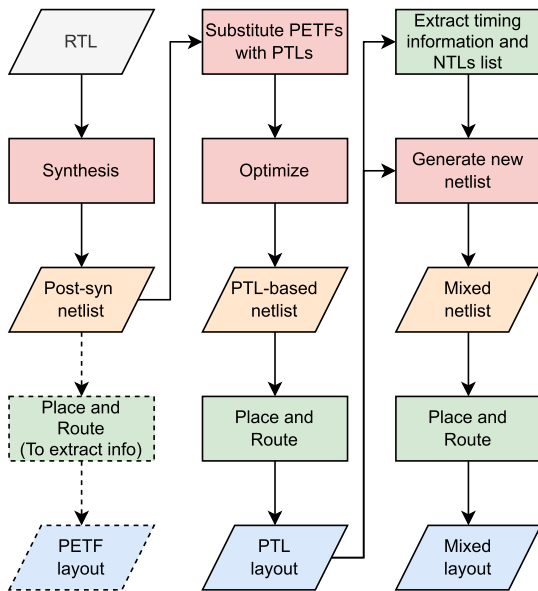 RTL
Synthesis
Post-syn
netlist
Place and
Route
(To extract info)
PETF
layout
Substitute PETFs
with PTLs
Optimize
PTL-based
netlist
Place and
Route
PTL
layout
Extract timing
information and
NTLs list
Generate new
netlist
Mixed
netlist
Place and
Route
Mixed
layout